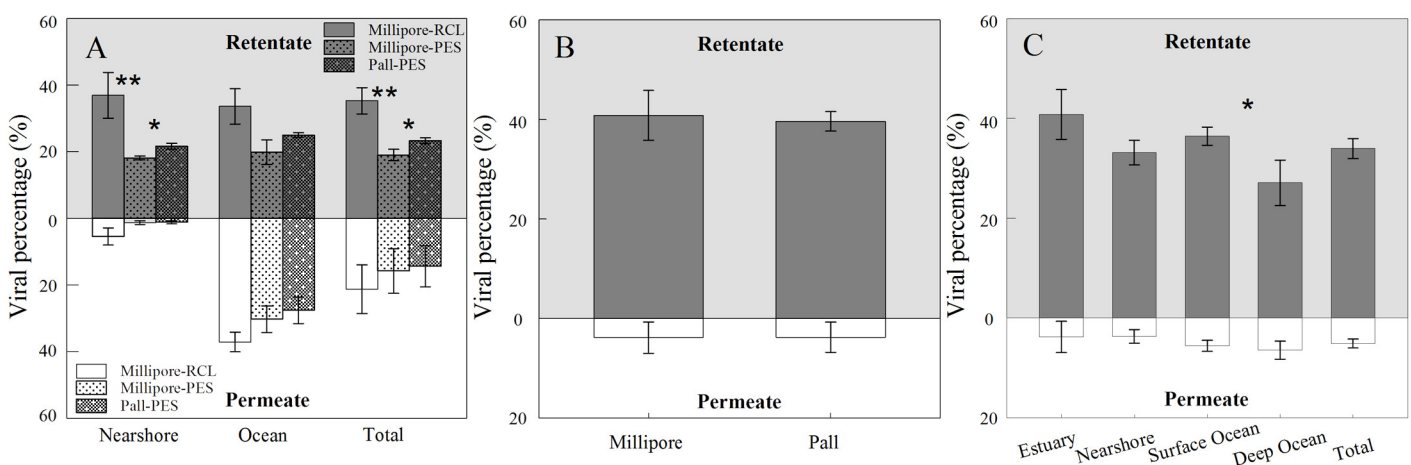 A
Retentate
Millipore-RCL
Millipore-PES
Pall-PES
**
*
**
*
Viral percentage (%)
60
40
20
0
20
40
60
Millipore-RCL
Millipore-PES
Pall-PES
Permeate
Nearshore Ocean Total
B
Retentate
Viral percentage (%)
60
40
20
0
20
Permeate
Millipore Pall
C
Retentate
*
Viral percentage (%)
60
40
20
0
20
Permeate
Estuary Nearshore Surface Ocean Deep Ocean Total